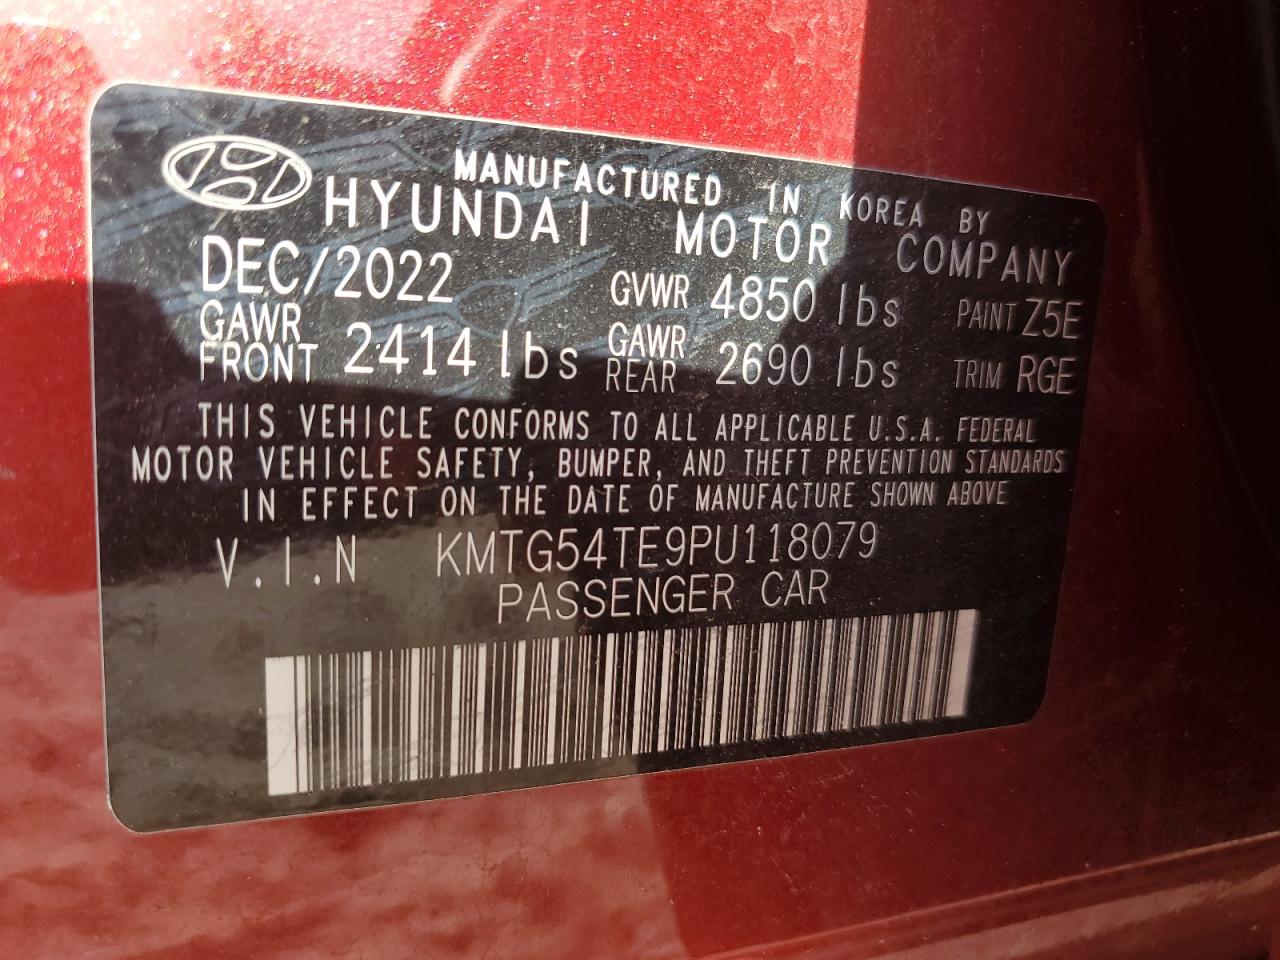 MANUFACTURED IN KOREA BY
HYUNDAI MOTOR COMPANY
DEC/2022 GVWR 4850 lbs PAINT Z5E
GAWR FRONT 2414 lbs GAWR REAR 2690 lbs TRIM RGE
THIS VEHICLE CONFORMS TO ALL APPLICABLE U.S.A. FEDERAL
MOTOR VEHICLE SAFETY, BUMPER, AND THEFT PREVENTION STANDARDS
IN EFFECT ON THE DATE OF MANUFACTURE SHOWN ABOVE
V.I.N KMTG54TE9PU118079
PASSENGER CAR